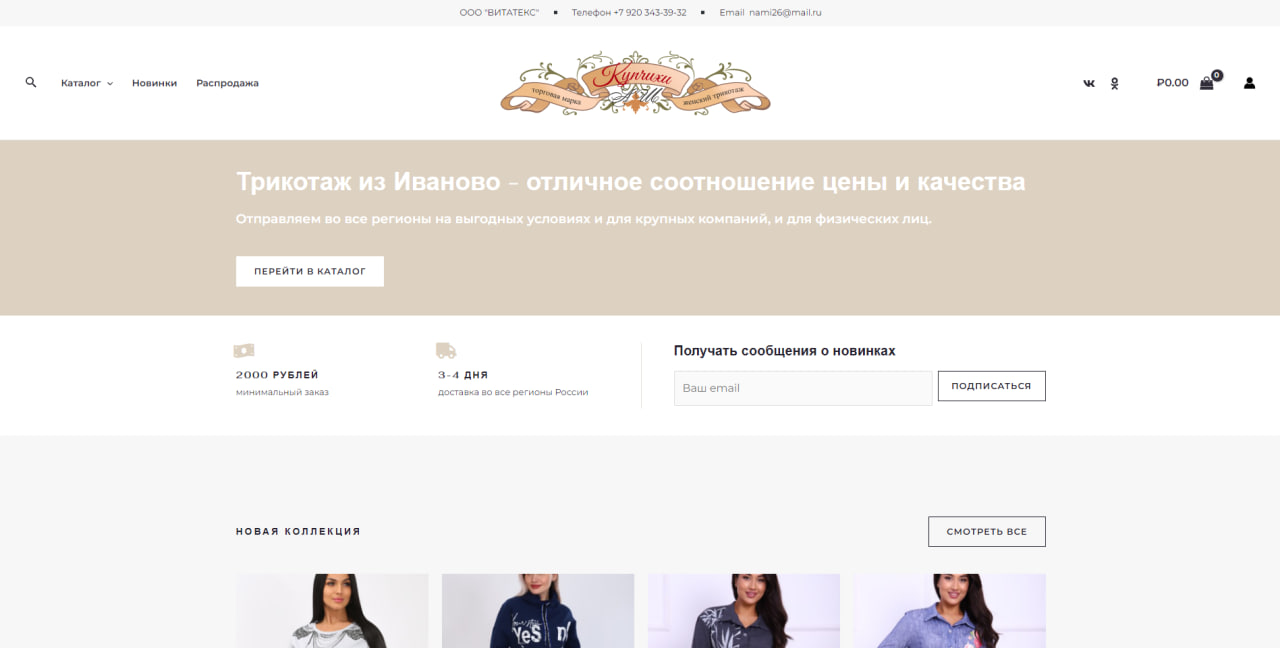 ООО "ВИТАТЕКС" ▪ Телефон +7 920 343-39-32 ▪ Email nami26@mail.ru
Каталог Новинки Распродажа
Купчихи
торговая марка
женский трикотаж
₽0.00 0
Трикотаж из Иваново - отличное соотношение цены и качества
Отправляем во все регионы на выгодных условиях и для крупных компаний, и для физических лиц.
ПЕРЕЙТИ В КАТАЛОГ
2000 РУБЛЕЙ
минимальный заказ
3-4 ДНЯ
доставка во все регионы России
Получать сообщения о новинках
Ваш email
ПОДПИСАТЬСЯ
НОВАЯ КОЛЛЕКЦИЯ
СМОТРЕТЬ ВСЕ